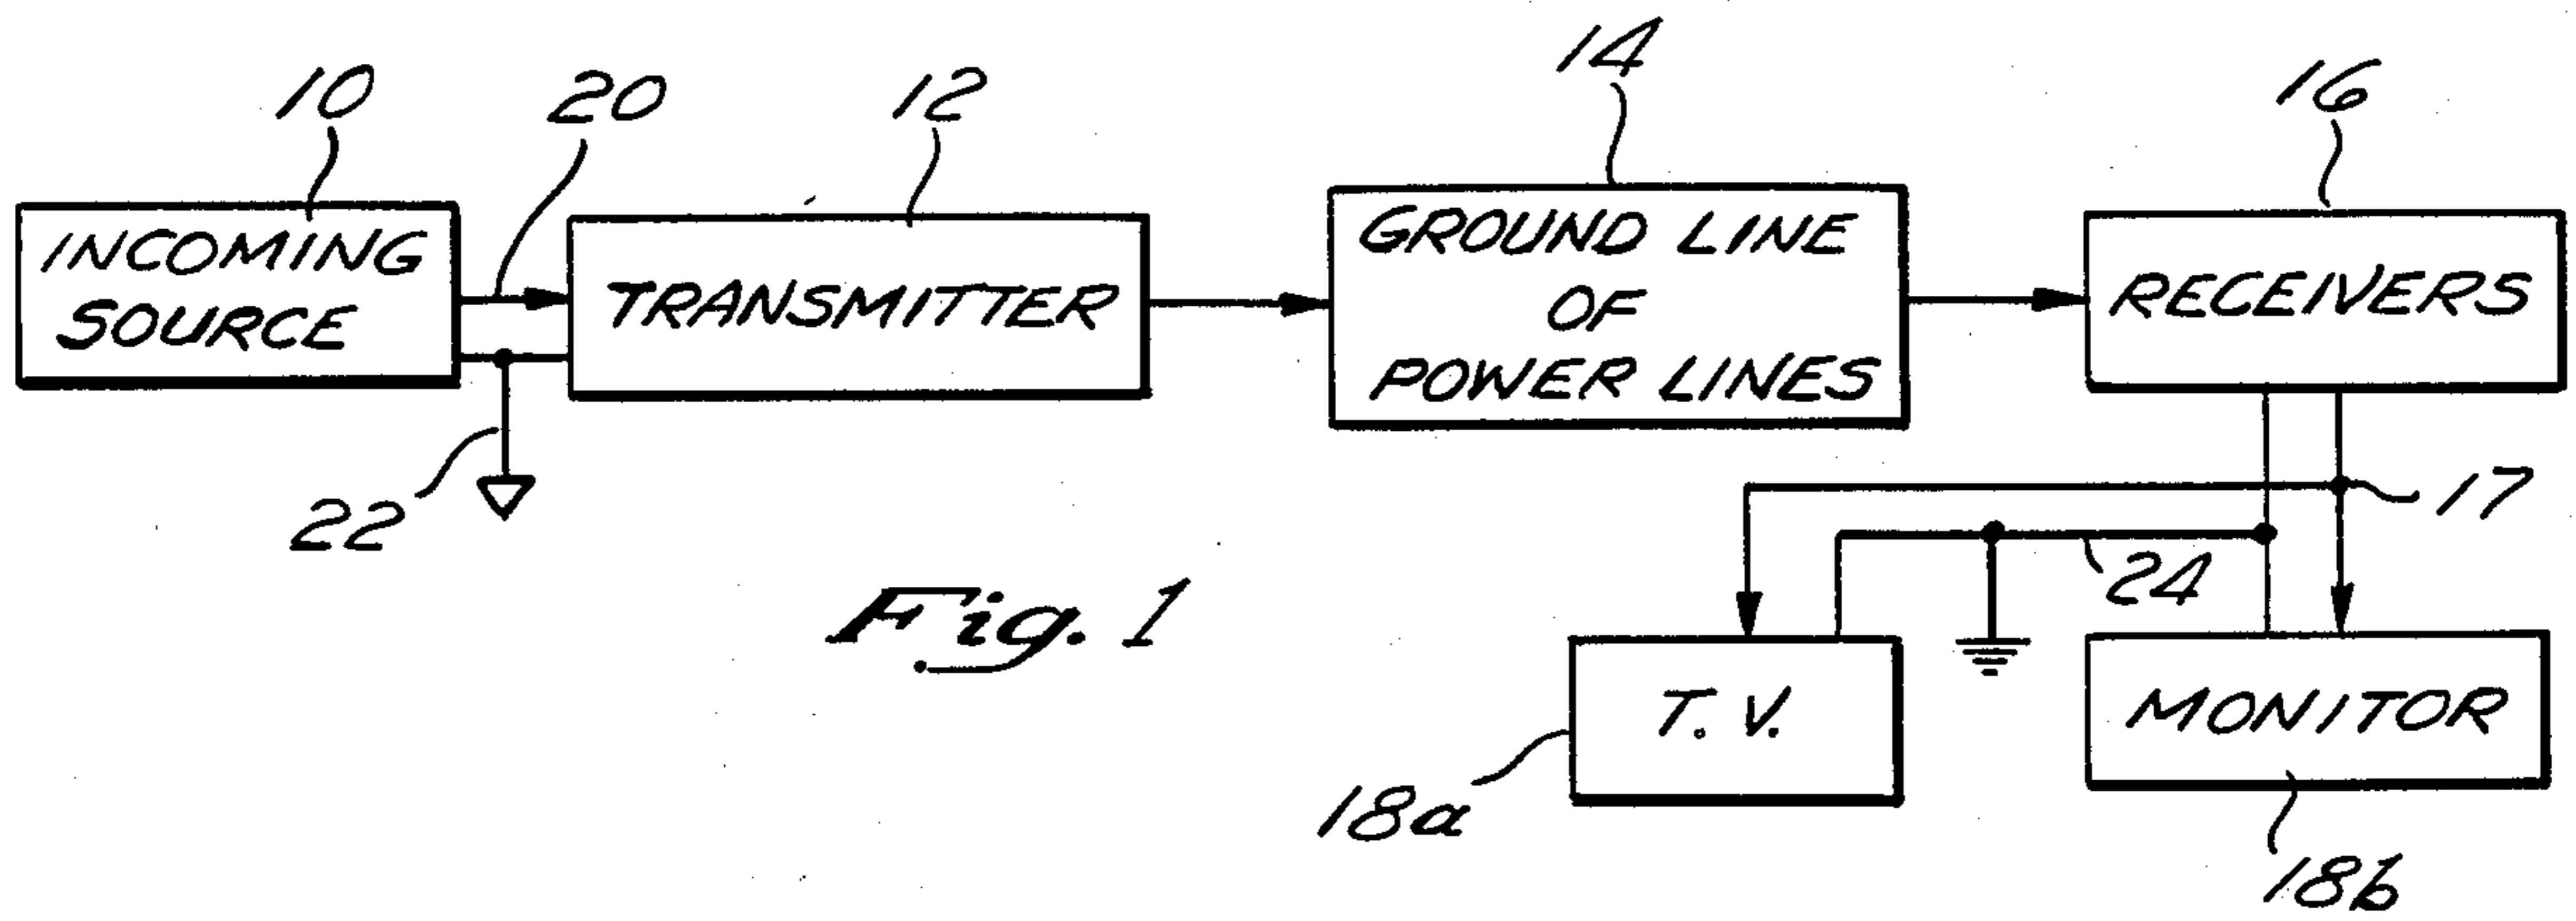 10
20
12
14
16
INCOMING
SOURCE
TRANSMITTER
GROUND LINE
OF
POWER LINES
RECEIVERS
22
17
24
Fig. 1
T. V.
MONITOR
18a
18b